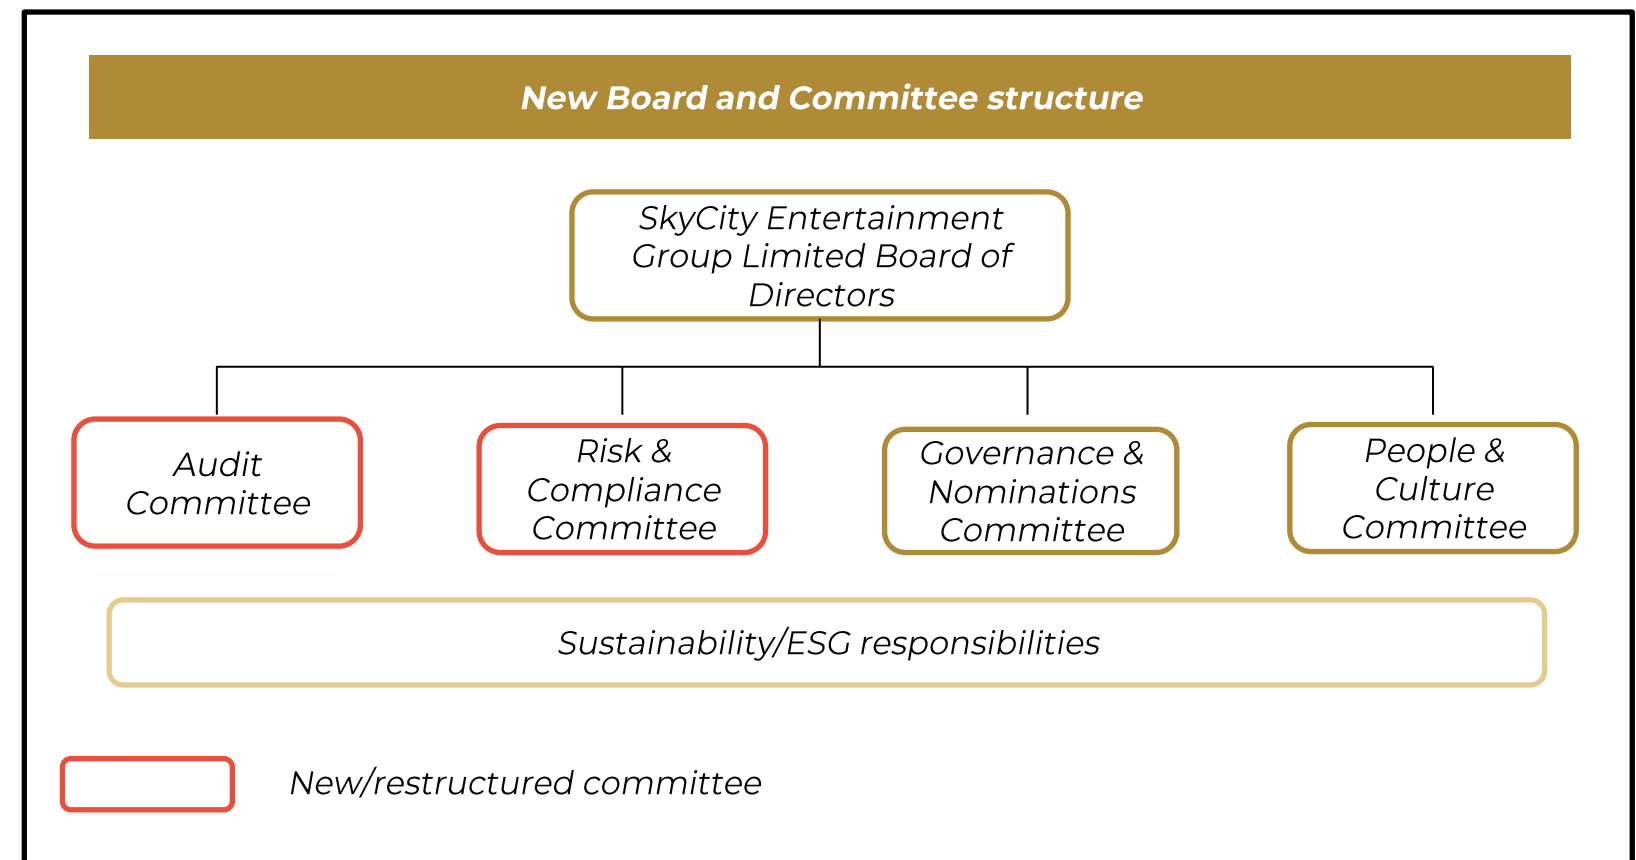 New Board and Committee structure
SkyCity Entertainment
Group Limited Board of
Directors
Audit
Committee
Risk &
Compliance
Committee
Governance &
Nominations
Committee
People &
Culture
Committee
Sustainability/ESG responsibilities
New/restructured committee